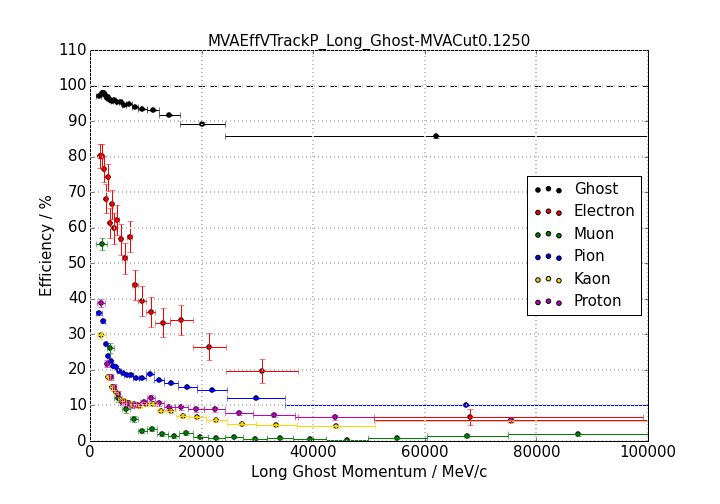 MVAEffVTrackP_Long_Ghost-MVACut0.1250
110
100
90
80
70
60
50
40
30
20
10
0
Efficiency / %
Ghost
Electron
Muon
Pion
Kaon
Proton
0 20000 40000 60000 80000 100000
Long Ghost Momentum / MeV/c